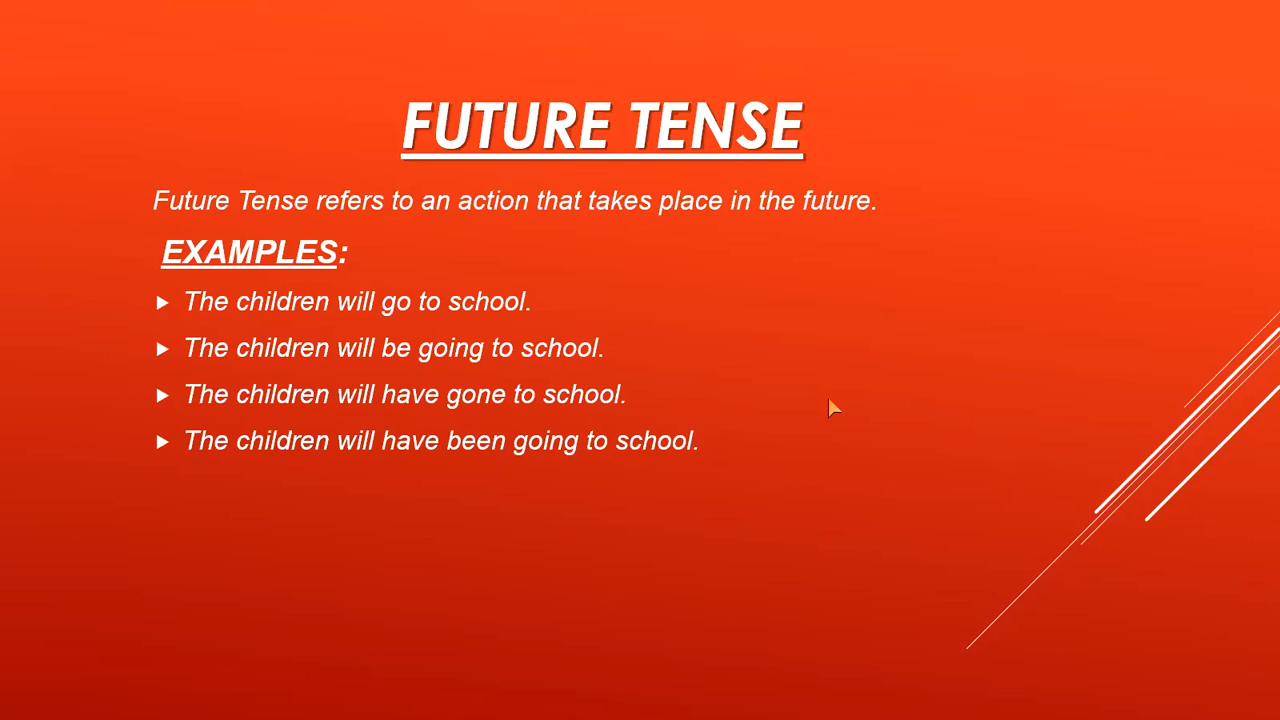 FUTURE TENSE
Future Tense refers to an action that takes place in the future.
EXAMPLES:
The children will go to school.
The children will be going to school.
The children will have gone to school.
The children will have been going to school.